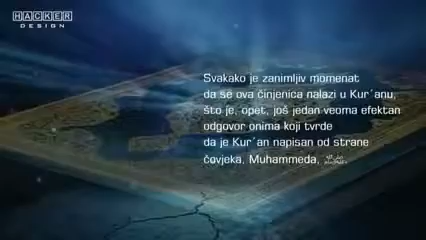 HACKER
DESIGN
Svakako je zanimljiv momenat
da se ova činjenica nalazi u Kur´anu,
što je, opet, još jedan veoma efektan
odgovor onima koji tvrde
da je Kur´an napisan od strane
čovjeka, Muhammeda,